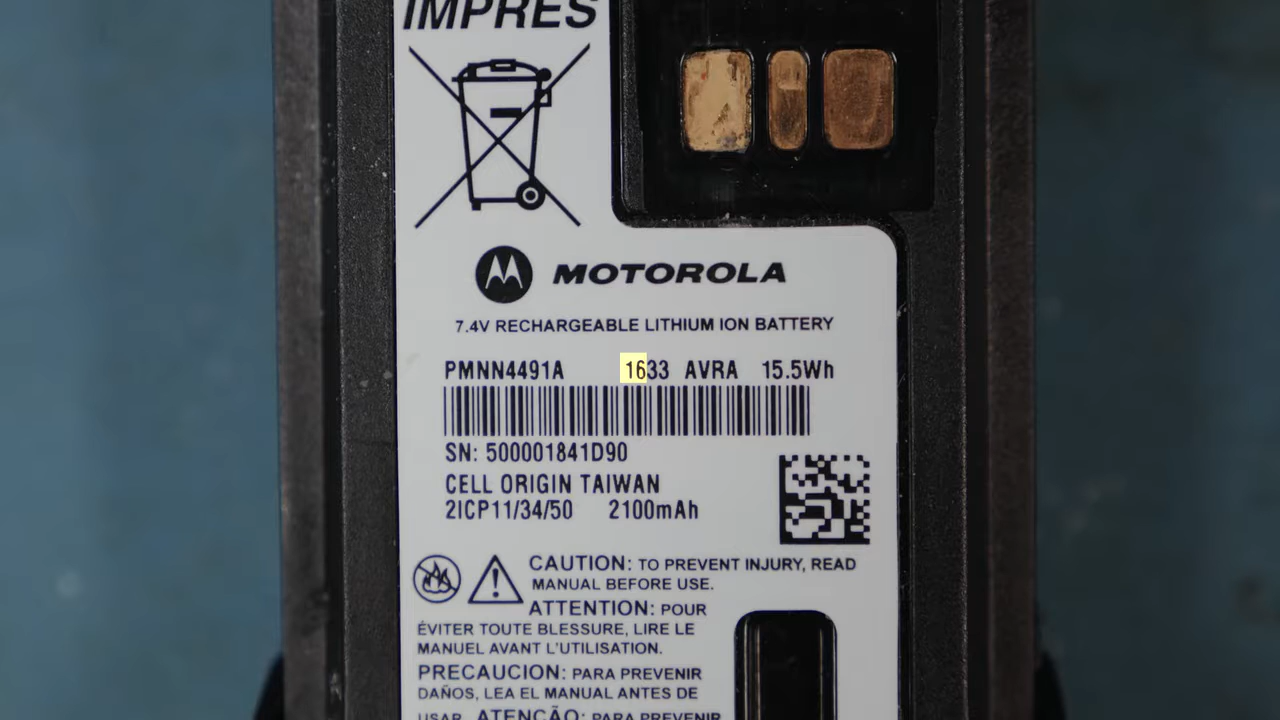 IMPRES
MOTOROLA
7.4V RECHARGEABLE LITHIUM ION BATTERY
PMNN4491A 1633 AVRA 15.5Wh
SN: 500001841D90
CELL ORIGIN TAIWAN
2ICP11/34/50 2100mAh
CAUTION: TO PREVENT INJURY, READ
MANUAL BEFORE USE.
ATTENTION: POUR
ÉVITER TOUTE BLESSURE, LIRE LE
MANUEL AVANT L'UTILISATION.
PRECAUCION: PARA PREVENIR
DAÑOS, LEA EL MANUAL ANTES DE
USAR. ATENÇÃO: PARA PREVENIR